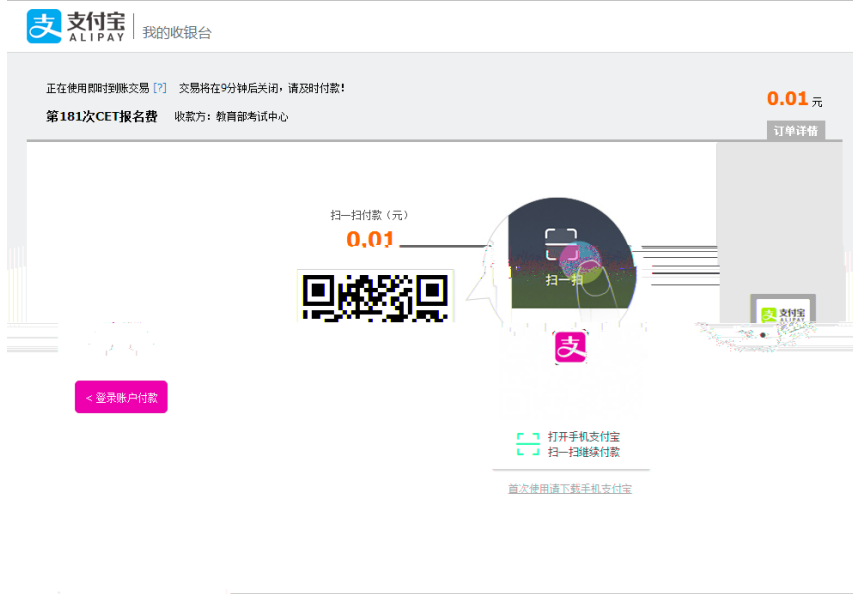 支付宝
ALIPAY
我的收银台
正在使用即时到账交易 [?] 交易将在9分钟后关闭，请及时付款！
0.01 元
第181次CET报名费 收款方：教育部考试中心
订单详情
扫一扫付款（元）
0.01
扫一扫
支付宝
ALIPAY
支
< 登录账户付款
打开手机支付宝
扫一扫继续付款
首次使用请下载手机支付宝